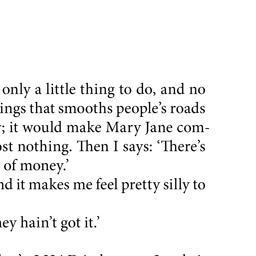 only a little thing to do, and no
ings that smooths people's roads
; it would make Mary Jane com-
ost nothing. Then I says: ‘There's
of money.’
nd it makes me feel pretty silly to
ey hain't got it.’